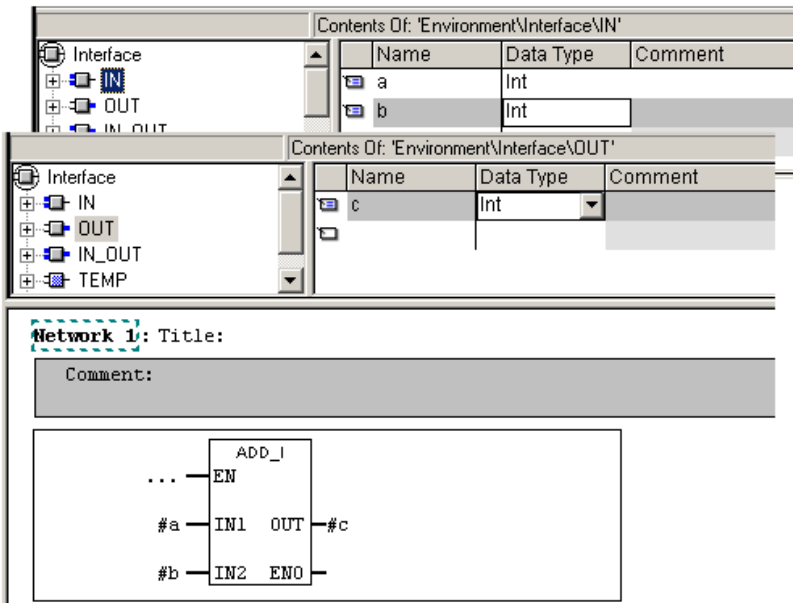 Contents Of: 'Environment\Interface\IN'
Interface
Name Data Type Comment
IN
a Int
OUT
b Int
IN_OUT
Contents Of: 'Environment\Interface\OUT'
Interface
Name Data Type Comment
IN
c Int
OUT
IN_OUT
TEMP
Network 1: Title:
Comment:
ADD_I
... EN
#a IN1 OUT #c
#b IN2 ENO